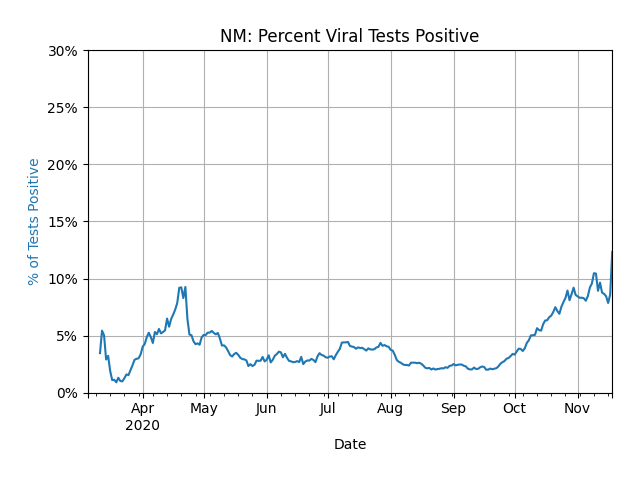 NM: Percent Viral Tests Positive
30%
25%
20%
15%
10%
5%
0%
% of Tests Positive
Apr
2020
May
Jun
Jul
Aug
Sep
Oct
Nov
Date